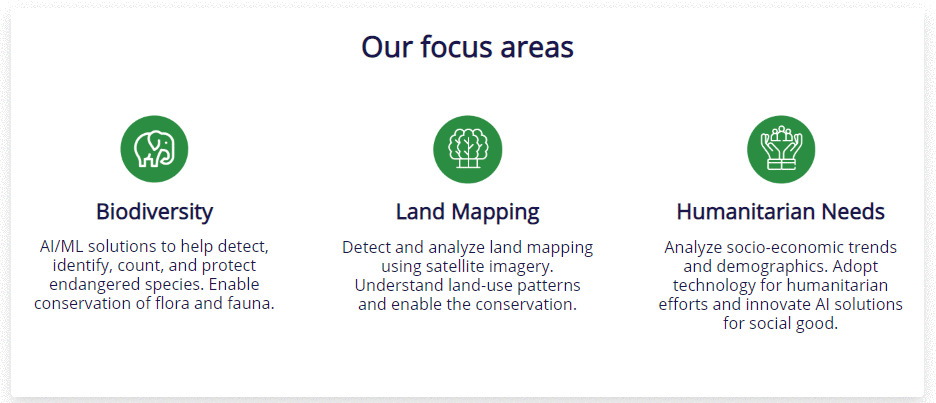 Our focus areas
Biodiversity
AI/ML solutions to help detect,
identify, count, and protect
endangered species. Enable
conservation of flora and fauna.
Land Mapping
Detect and analyze land mapping
using satellite imagery.
Understand land-use patterns
and enable the conservation.
Humanitarian Needs
Analyze socio-economic trends
and demographics. Adopt
technology for humanitarian
efforts and innovate AI solutions
for social good.